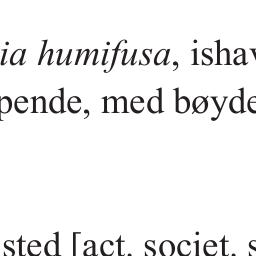 ia humifusa, ishav
pende, med bøyde
sted [act. societ. s